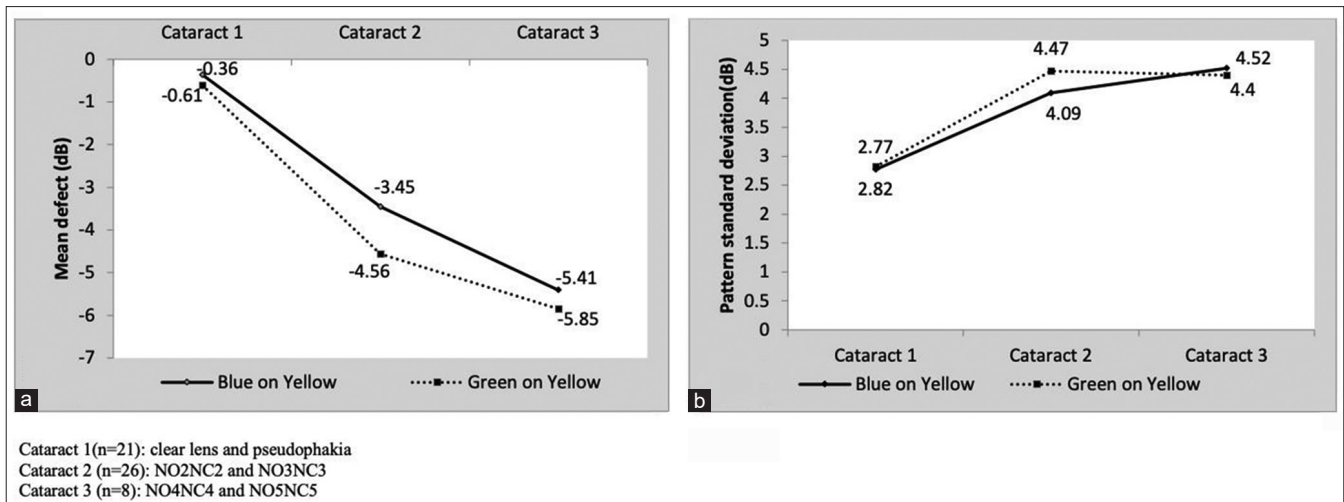 Cataract 1 Cataract 2 Cataract 3
0
-1
-2
-3
-4
-5
-6
-7
Mean defect (dB)
-0.36
-0.61
-3.45
-4.56
-5.41
-5.85
Blue on Yellow Green on Yellow
a
5
4.5
4
3.5
3
2.5
2
1.5
1
0.5
0
Pattern standard deviation(dB)
2.77
2.82
4.47
4.09
4.52
4.4
Cataract 1 Cataract 2 Cataract 3
Blue on Yellow Green on Yellow
b
Cataract 1(n=21): clear lens and pseudophakia
Cataract 2 (n=26): NO2NC2 and NO3NC3
Cataract 3 (n=8): NO4NC4 and NO5NC5